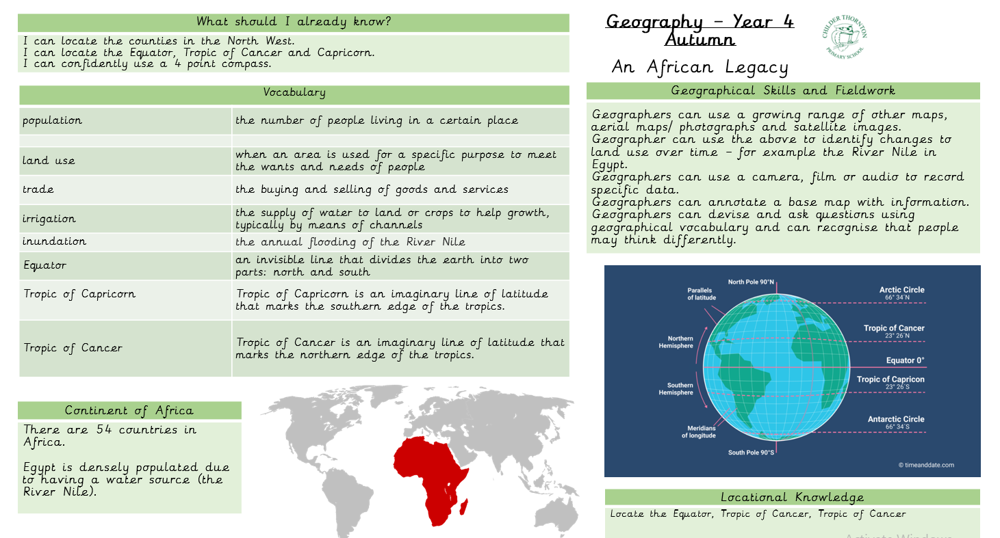 What should I already know?
I can locate the counties in the North West.
I can locate the Equator, Tropic of Cancer and Capricorn.
I can confidently use a 4 point compass.
Vocabulary
population
the number of people living in a certain place
land use
when an area is used for a specific purpose to meet
the wants and needs of people
trade
the buying and selling of goods and services
irrigation
the supply of water to land or crops to help growth,
typically by means of channels
inundation
the annual flooding of the River Nile
Equator
an invisible line that divides the earth into two
parts: north and south
Tropic of Capricorn
Tropic of Capricorn is an imaginary line of latitude
that marks the southern edge of the tropics.
Tropic of Cancer
Tropic of Cancer is an imaginary line of latitude that
marks the northern edge of the tropics.
Continent of Africa
There are 54 countries in
Africa.
Egypt is densely populated due
to having a water source (the
River Nile).
Geography – Year 4
Autumn
An African Legacy
CHILDER THORNTON
PRIMARY SCHOOL
Geographical Skills and Fieldwork
Geographers can use a growing range of other maps,
aerial maps/ photographs and satellite images.
Geographer can use the above to identify changes to
land use over time – for example the River Nile in
Egypt.
Geographers can use a camera, film or audio to record
specific data.
Geographers can annotate a base map with information.
Geographers can devise and ask questions using
geographical vocabulary and can recognise that people
may think differently.
North Pole 90°N
Parallels
of latitude
Northern
Hemisphere
Southern
Hemisphere
Meridians
of longitude
South Pole 90°S
Arctic Circle
66° 34´N
Tropic of Cancer
23° 26´N
Equator 0°
Tropic of Capricon
23° 26´S
Antarctic Circle
66° 34´S
© timeanddate.com
Locational Knowledge
Locate the Equator, Tropic of Cancer, Tropic of Cancer
Activate Windows